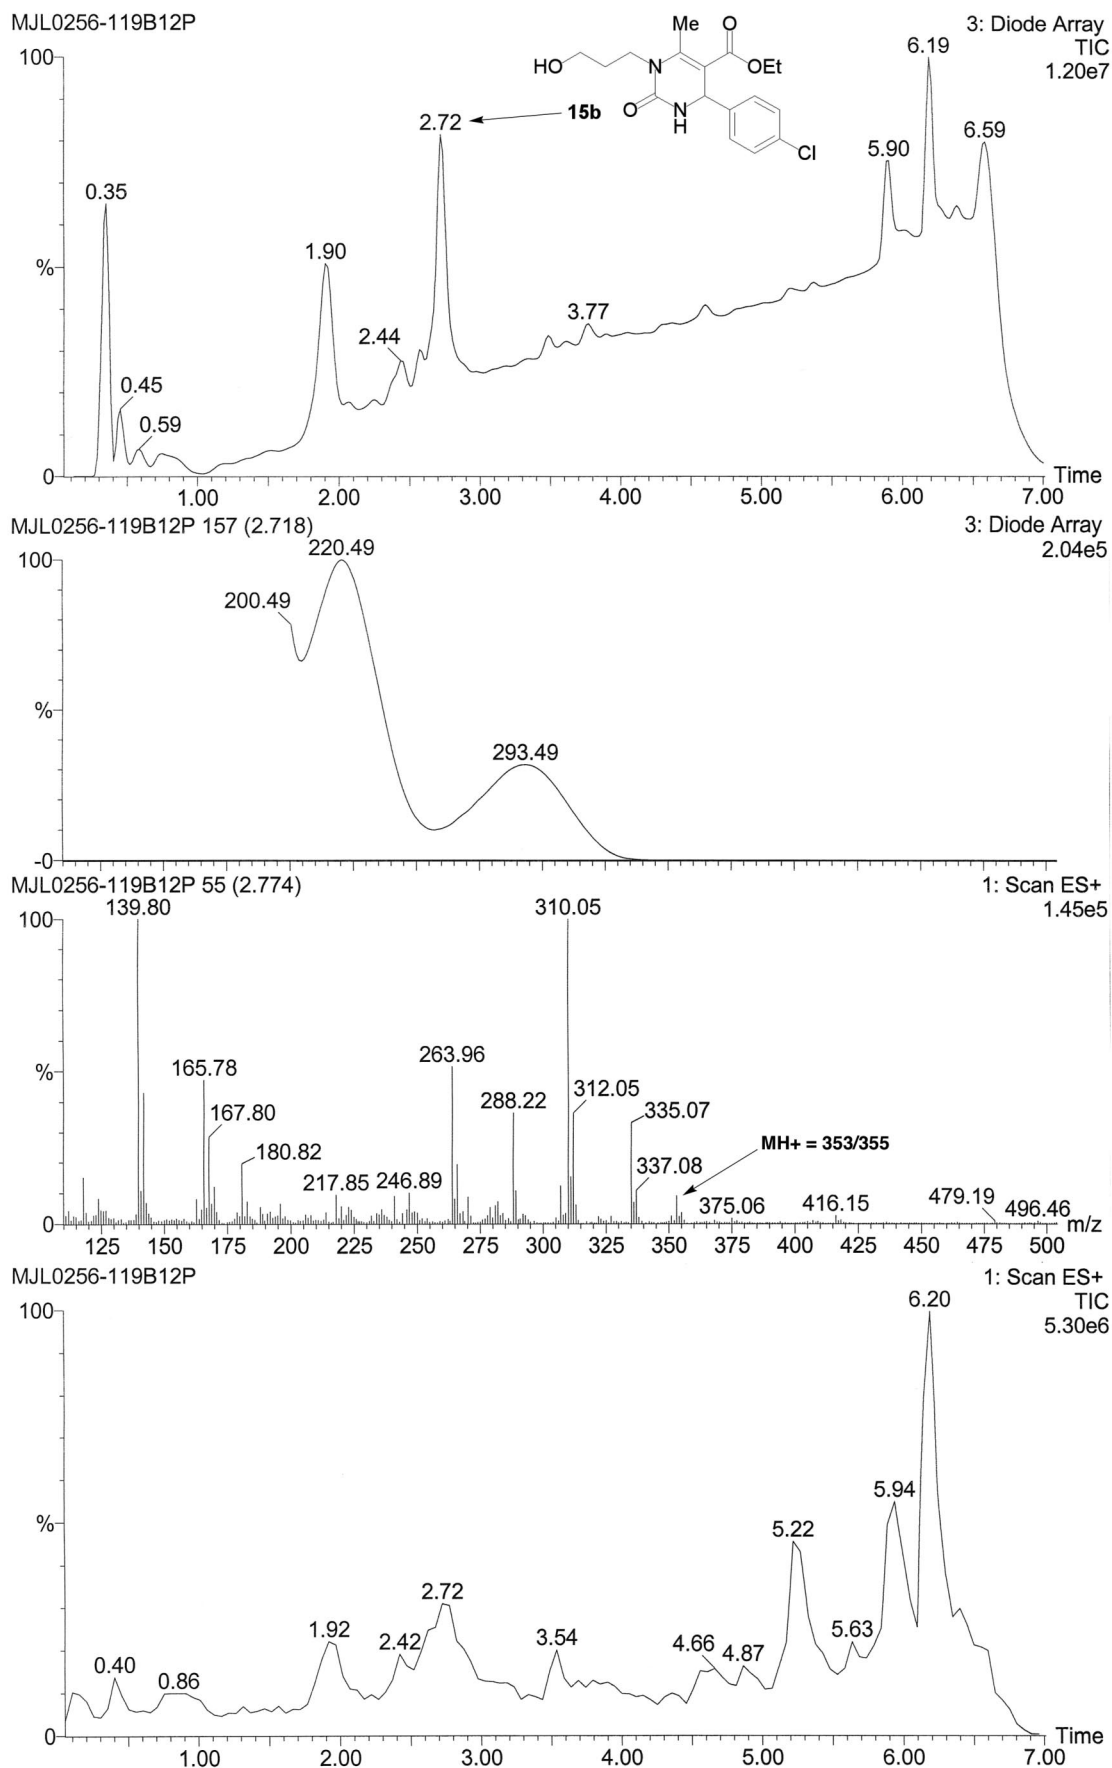 MJL0256-119B12P
3: Diode Array
TIC
1.20e7
Me
O
HO
N
OEt
O
N
H
Cl
15b
100
%
0
0.35
0.45
0.59
1.90
2.44
2.72
3.77
5.90
6.19
6.59
1.00 2.00 3.00 4.00 5.00 6.00 7.00
Time
MJL0256-119B12P 157 (2.718)
3: Diode Array
2.04e5
100
%
-0
200.49
220.49
293.49
MJL0256-119B12P 55 (2.774)
1: Scan ES+
1.45e5
100
%
0
139.80
165.78
167.80
180.82
217.85
246.89
263.96
288.22
310.05
312.05
335.07
337.08
MH+ = 353/355
375.06
416.15
479.19
496.46
125 150 175 200 225 250 275 300 325 350 375 400 425 450 475 500
m/z
MJL0256-119B12P
1: Scan ES+
TIC
5.30e6
100
%
0
0.40
0.86
1.92
2.42
2.72
3.54
4.66
4.87
5.22
5.63
5.94
6.20
1.00 2.00 3.00 4.00 5.00 6.00 7.00
Time